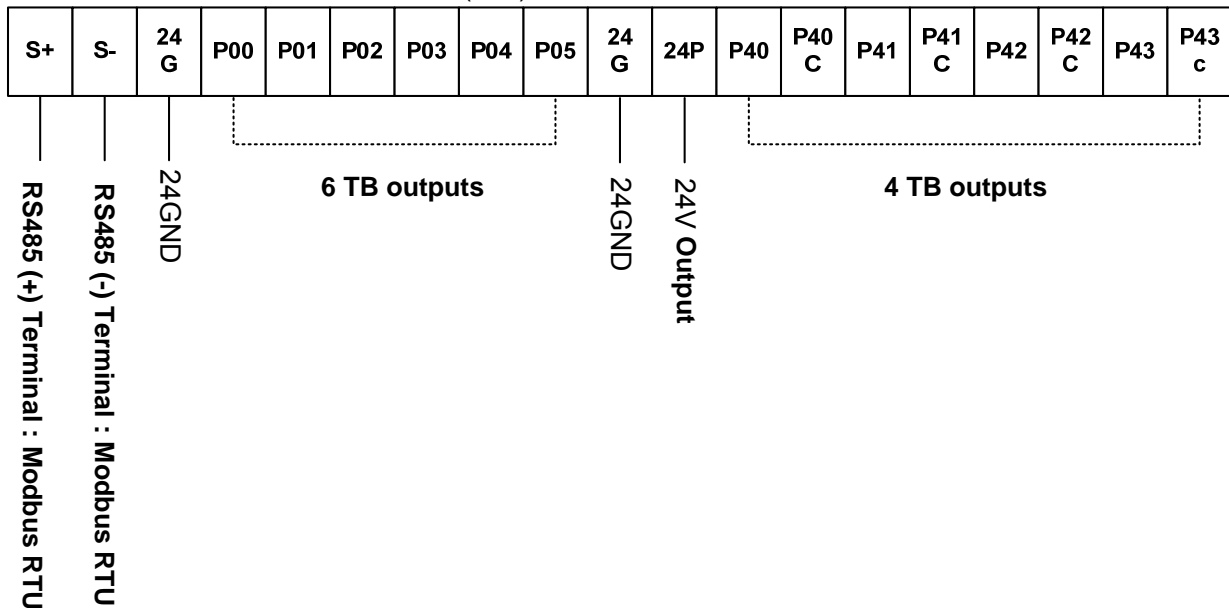 S+ S- 24 G P00 P01 P02 P03 P04 P05 24 G 24P P40 P40 C P41 P41 C P42 P42 C P43 P43 c
RS485 (+) Terminal : Modbus RTU
RS485 (-) Terminal : Modbus RTU
24GND
6 TB outputs
24GND
24V Output
4 TB outputs